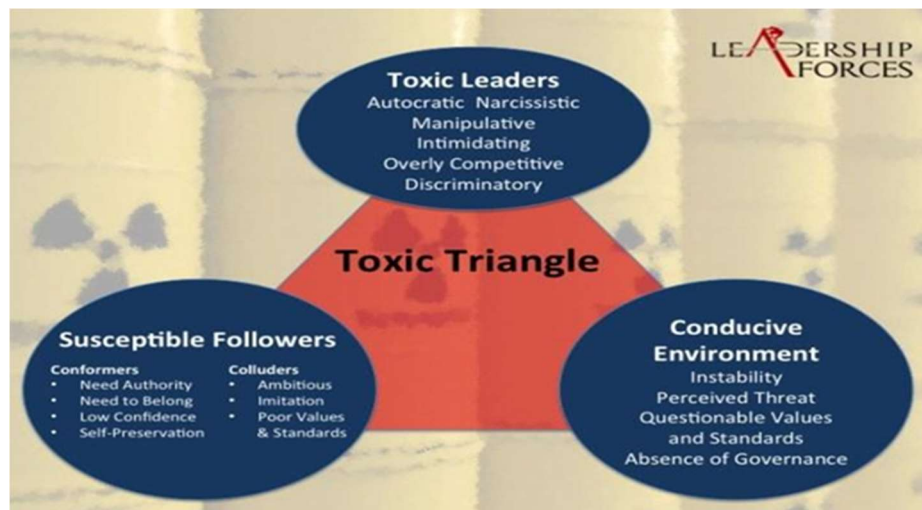 LEADERSHIP
FORCES
Toxic Leaders
Autocratic Narcissistic
Manipulative
Intimidating
Overly Competitive
Discriminatory
Toxic Triangle
Susceptible Followers
Conformers
• Need Authority
• Need to Belong
• Low Confidence
• Self-Preservation
Colluders
• Ambitious
• Imitation
• Poor Values
& Standards
Conducive
Environment
Instability
Perceived Threat
Questionable Values
and Standards
Absence of Governance